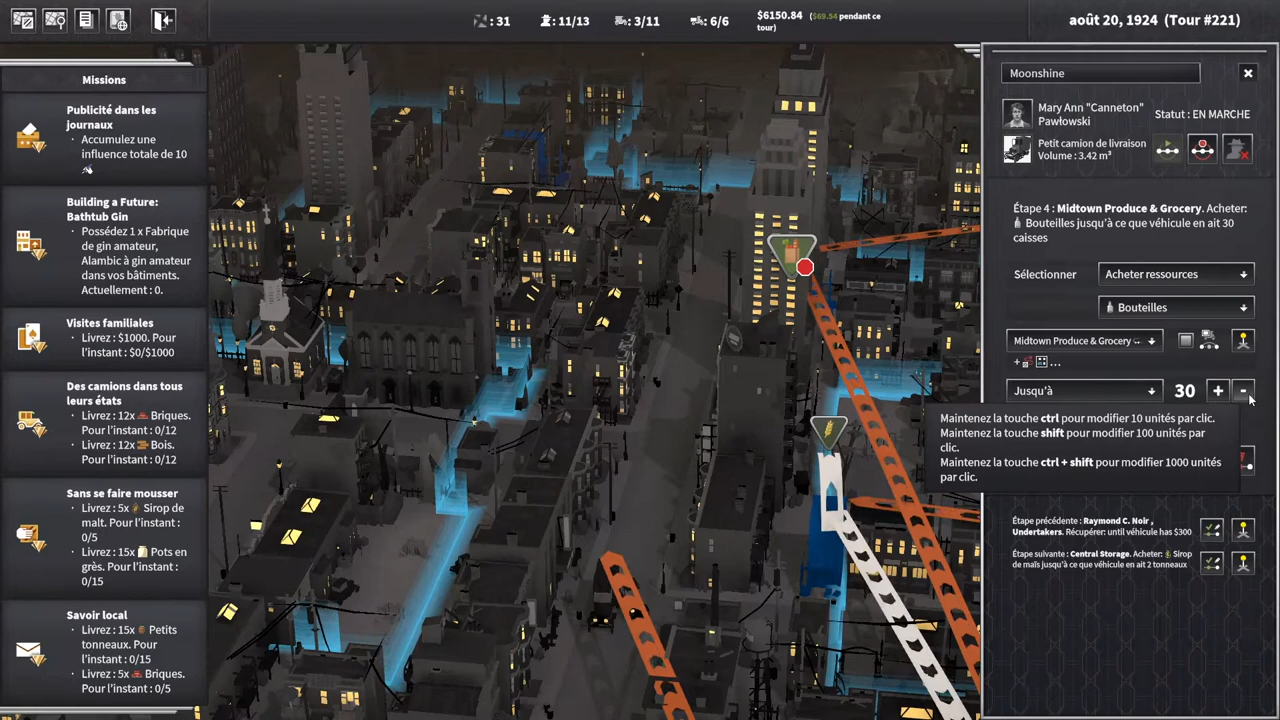 : 31
: 11/13
: 3/11
: 6/6
$6150.84 ($69.54 pendant ce
tour)
août 20, 1924 (Tour #221)
Missions
Publicité dans les
journaux
· Accumulez une
influence totale de 10
Building a Future:
Bathtub Gin
· Possédez 1 x Fabrique
de gin amateur,
Alambic à gin amateur
dans vos bâtiments.
Actuellement : 0.
Visites familiales
· Livrez : $1000. Pour
l'instant : $0/$1000
Des camions dans tous
leurs états
· Livrez : 12x Briques.
Pour l'instant : 0/12
· Livrez : 12x Bois.
Pour l'instant : 0/12
Sans se faire mousser
· Livrez : 5x Sirop de
malt. Pour l'instant :
0/5
· Livrez : 15x Pots en
grès. Pour l'instant :
0/15
Savoir local
· Livrez : 15x Petits
tonneaux. Pour
l'instant : 0/15
· Livrez : 5x Briques.
Pour l'instant : 0/5
Moonshine
Mary Ann "Canneton"
Pawłowski
Statut : EN MARCHE
Petit camion de livraison
Volume : 3.42 m³
Étape 4 : Midtown Produce & Grocery. Acheter:
Bouteilles jusqu'à ce que véhicule en ait 30
caisses
Sélectionner
Acheter ressources
Bouteilles
Midtown Produce & Grocery ..
+ ...
Jusqu'à
30 + -
Maintenez la touche ctrl pour modifier 10 unités par clic.
Maintenez la touche shift pour modifier 100 unités par
clic.
Maintenez la touche ctrl + shift pour modifier 1000 unités
par clic.
Étape précédente : Raymond C. Noir ,
Undertakers. Récupérer: until véhicule has $300
Étape suivante : Central Storage. Acheter: Sirop
de maïs jusqu'à ce que véhicule en ait 2 tonneaux